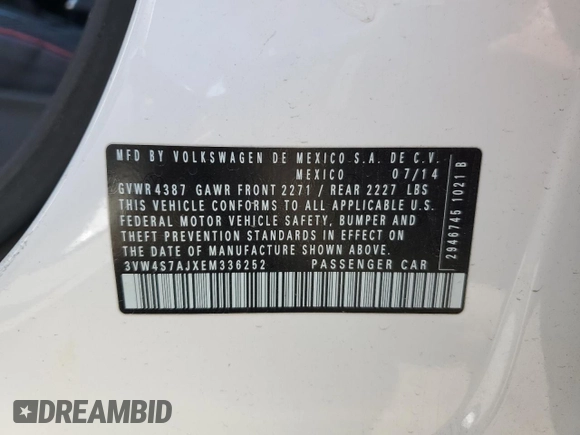 MFD BY VOLKSWAGEN DE MEXICO S.A. DE C.V.
MEXICO 07/14
GVWR 4387 GAWR FRONT 2271 / REAR 2227 LBS
THIS VEHICLE CONFORMS TO ALL APPLICABLE U.S.
FEDERAL MOTOR VEHICLE SAFETY, BUMPER AND
THEFT PREVENTION STANDARDS IN EFFECT ON
THE DATE OF MANUFACTURE SHOWN ABOVE.
3VW4S7AJXEM336252 PASSENGER CAR
2946745 1021 B
DREAMBID